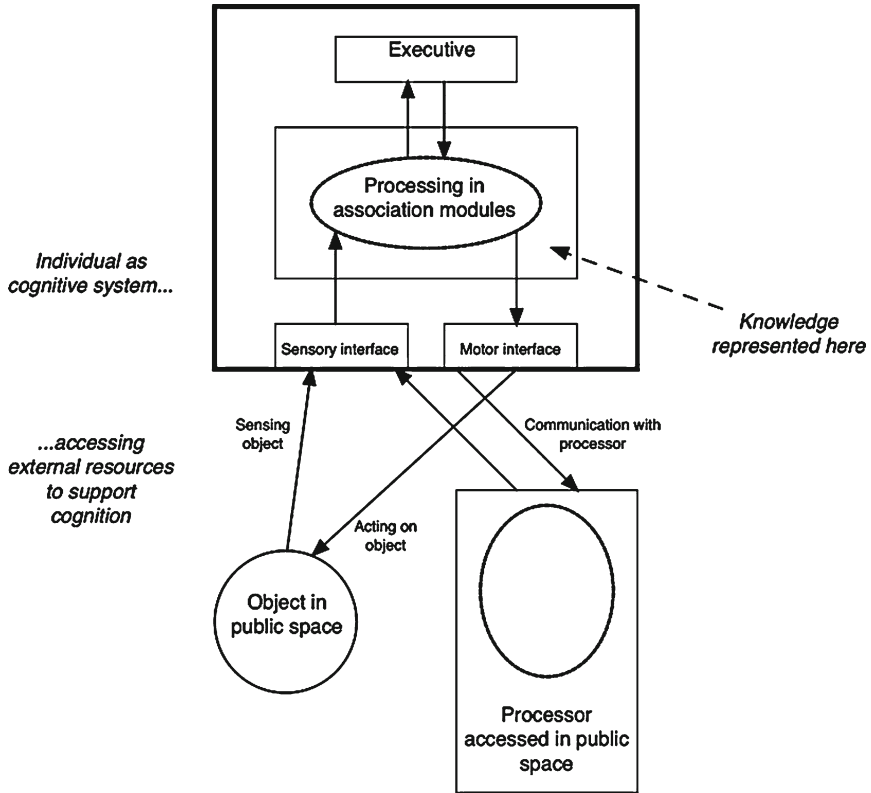 Executive
Processing in
association modules
Individual as
cognitive system...
Knowledge
represented here
Sensory interface
Motor interface
Sensing
object
Communication with
processor
...accessing
external resources
to support
cognition
Acting on
object
Object in
public space
Processor
accessed in public
space